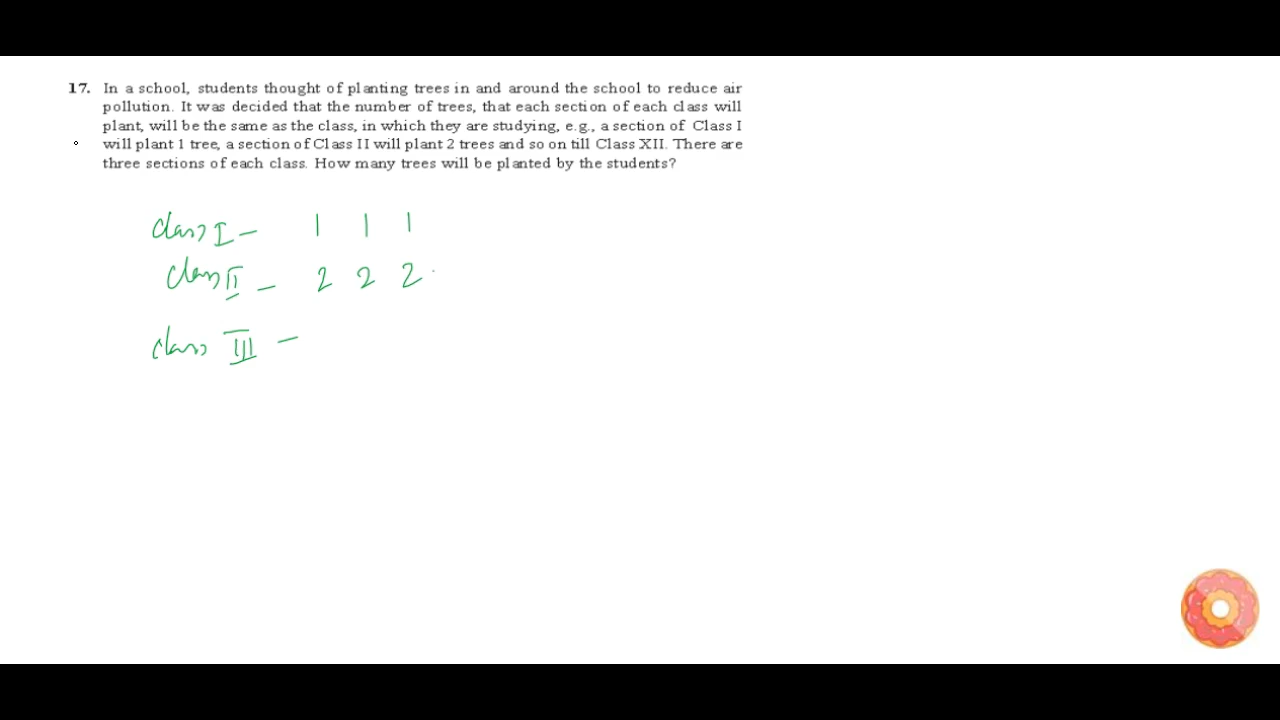 17. In a school, students thought of planting trees in and around the school to reduce air
pollution. It was decided that the number of trees, that each section of each class will
plant, will be the same as the class, in which they are studying, e.g., a section of Class I
will plant 1 tree, a section of Class II will plant 2 trees and so on till Class XII. There are
three sections of each class. How many trees will be planted by the students?
class I - 1 1 1
class II - 2 2 2
class III -